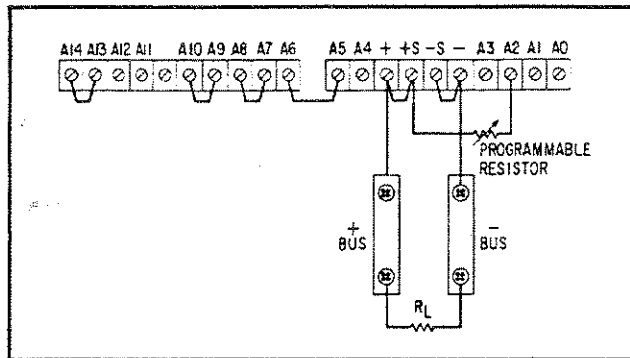 A14 A13 A12 A11 A10 A9 A8 A7 A6 A5 A4 + +S -S - A3 A2 A1 A0
PROGRAMMABLE
RESISTOR
+
BUS
-
BUS
RL